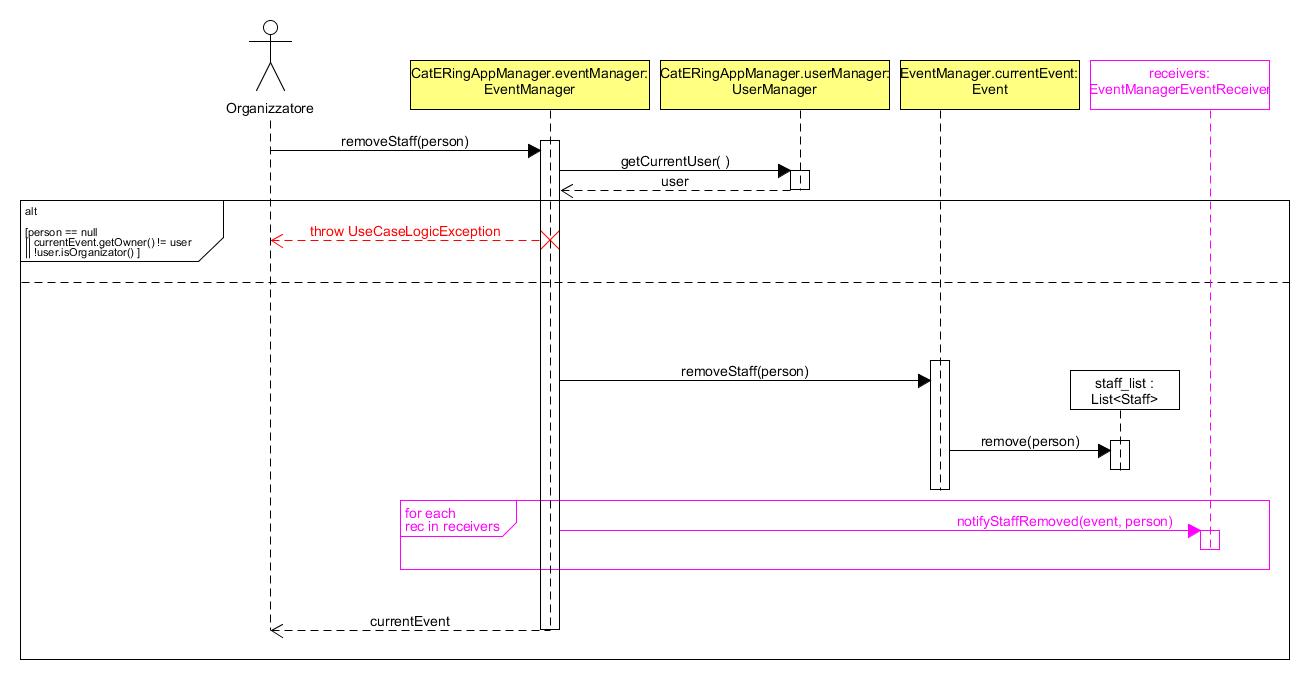 Organizzatore
CatERingAppManager.eventManager:
EventManager
CatERingAppManager.userManager:
UserManager
EventManager.currentEvent:
Event
receivers:
EventManagerEventReceiver
removeStaff(person)
getCurrentUser( )
user
alt
[person == null
|| currentEvent.getOwner() != user
|| !user.isOrganizator() ]
throw UseCaseLogicException
removeStaff(person)
staff_list :
List<Staff>
remove(person)
for each
rec in receivers
notifyStaffRemoved(event, person)
currentEvent